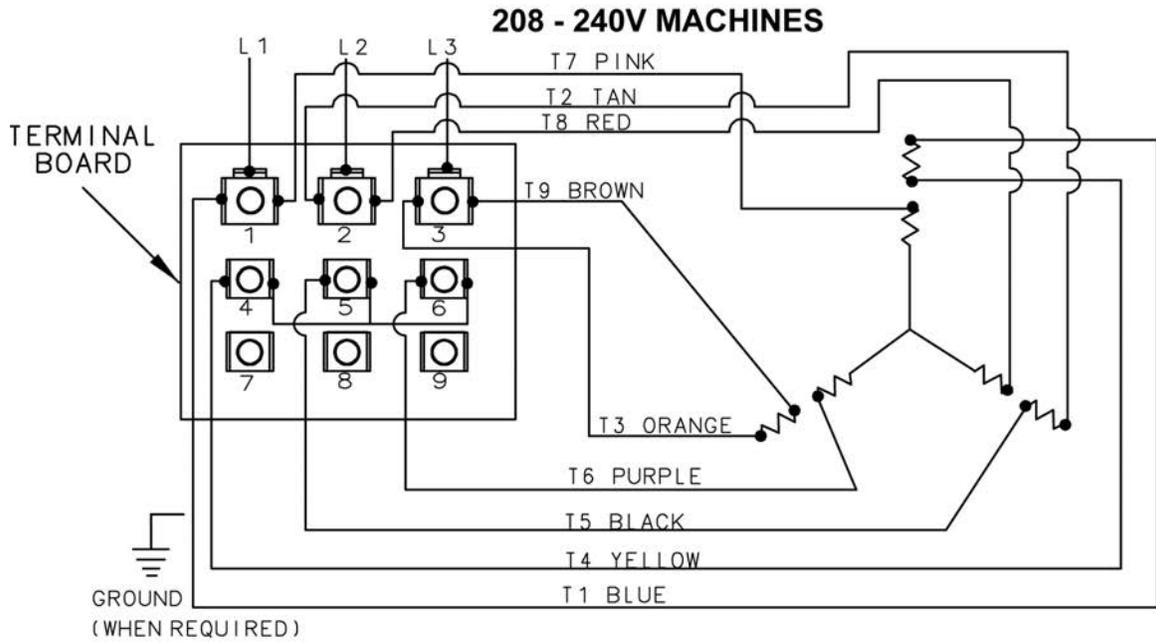 208 - 240V MACHINES
L1 L2 L3
T7 PINK
T2 TAN
T8 RED
TERMINAL
BOARD
T9 BROWN
1 2 3
4 5 6
7 8 9
T3 ORANGE
T6 PURPLE
T5 BLACK
T4 YELLOW
T1 BLUE
GROUND
(WHEN REQUIRED)